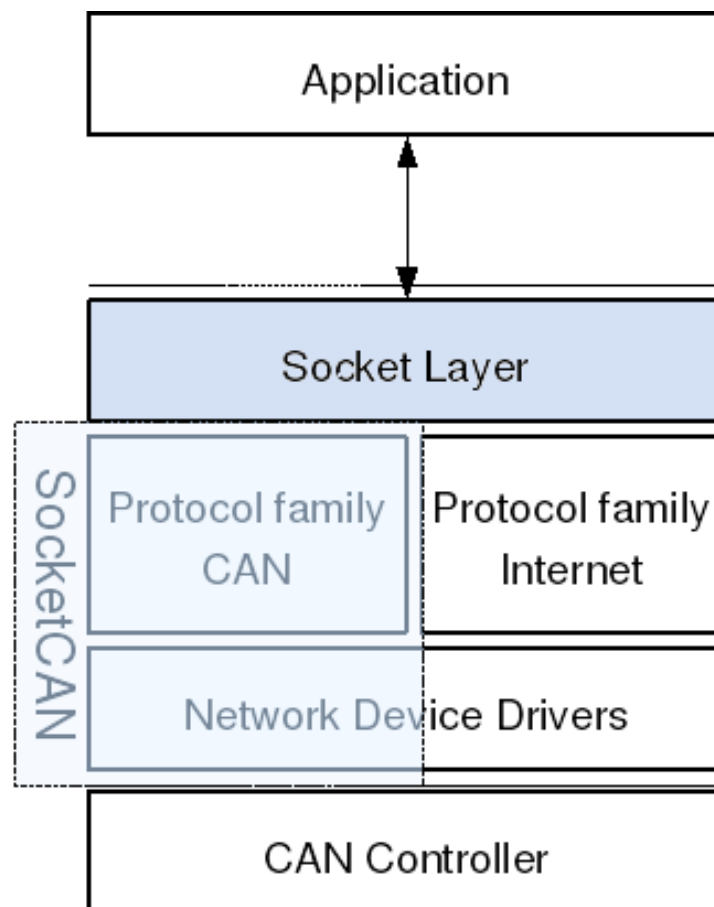 Application
Socket Layer
SocketCAN
Protocol family
CAN
Protocol family
Internet
Network Device Drivers
CAN Controller